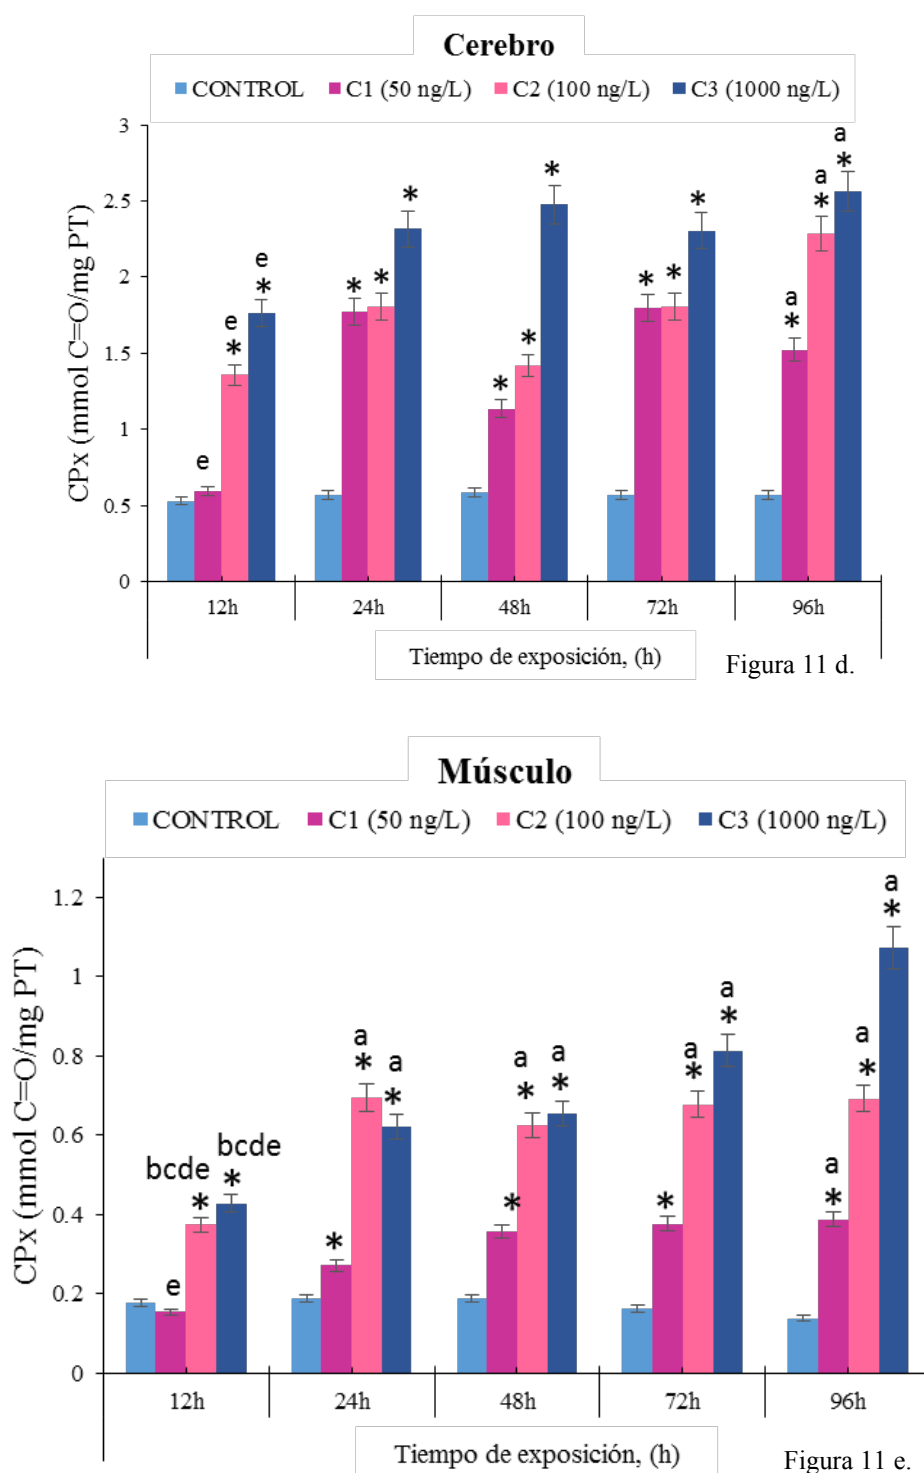 Cerebro
CONTROL C1 (50 ng/L) C2 (100 ng/L) C3 (1000 ng/L)
CPx (mmol C=O/mg PT)
3
2.5
2
1.5
1
0.5
0
e
e
*
e
*
*
*
*
*
*
*
*
*
*
a
*
a
*
a
*
12h 24h 48h 72h 96h
Tiempo de exposición, (h)
Figura 11 d.
Músculo
CONTROL C1 (50 ng/L) C2 (100 ng/L) C3 (1000 ng/L)
CPx (mmol C=O/mg PT)
1.2
1
0.8
0.6
0.4
0.2
0
e
bcde
*
bcde
*
*
a
*
a
*
*
a
*
a
*
*
a
*
a
*
a
*
a
*
a
*
12h 24h 48h 72h 96h
Tiempo de exposición, (h)
Figura 11 e.